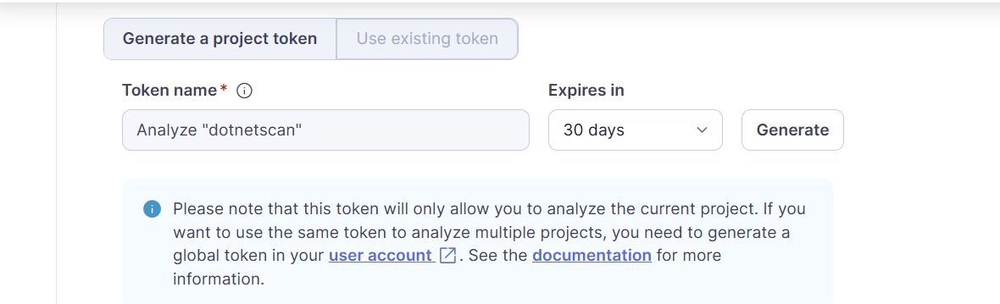 Generate a project token Use existing token
Token name* Expires in
Analyze "dotnetscan" 30 days Generate
Please note that this token will only allow you to analyze the current project. If you
want to use the same token to analyze multiple projects, you need to generate a
global token in your user account. See the documentation for more
information.